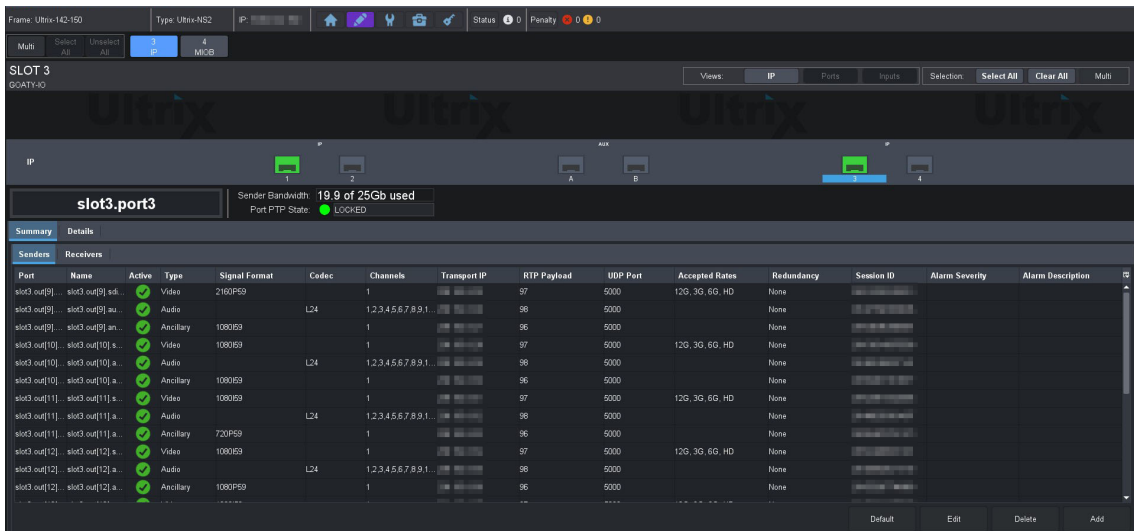 Frame: Ultrix-142-150 Type: Ultrix-NS2 IP: Status 0 Penalty 0 0
Multi Select All Unselect All 3 IP 4 MIOB
SLOT 3
GOATY-IO
Views: IP Ports Inputs Selection: Select All Clear All Multi
Ultrix Ultrix Ultrix Ultrix
IP AUX IP
IP
1 2 A B 3 4
slot3.port3
Sender Bandwidth: 19.9 of 25Gb used
Port PTP State: LOCKED
Summary Details
Senders Receivers
Port Name Active Type Signal Format Codec Channels Transport IP RTP Payload UDP Port Accepted Rates Redundancy Session ID Alarm Severity Alarm Description
slot3.out[9].... slot3.out[9].sdi... Video 2160P59 1 97 5000 12G, 3G, 6G, HD None
slot3.out[9].... slot3.out[9].au... Audio L24 1,2,3,4,5,6,7,8,9,1... 98 5000 None
slot3.out[9].... slot3.out[9].an... Ancillary 1080I59 1 96 5000 None
slot3.out[10]... slot3.out[10].s... Video 1080I59 1 97 5000 12G, 3G, 6G, HD None
slot3.out[10]... slot3.out[10].a... Audio L24 1,2,3,4,5,6,7,8,9,1... 98 5000 None
slot3.out[10]... slot3.out[10].a... Ancillary 1080I59 1 96 5000 None
slot3.out[11]... slot3.out[11].s... Video 1080I59 1 97 5000 12G, 3G, 6G, HD None
slot3.out[11]... slot3.out[11].a... Audio L24 1,2,3,4,5,6,7,8,9,1... 98 5000 None
slot3.out[11]... slot3.out[11].a... Ancillary 720P59 1 96 5000 None
slot3.out[12]... slot3.out[12].s... Video 1080I59 1 97 5000 12G, 3G, 6G, HD None
slot3.out[12]... slot3.out[12].a... Audio L24 1,2,3,4,5,6,7,8,9,1... 98 5000 None
slot3.out[12]... slot3.out[12].a... Ancillary 1080P59 1 96 5000 None
Default Edit Delete Add